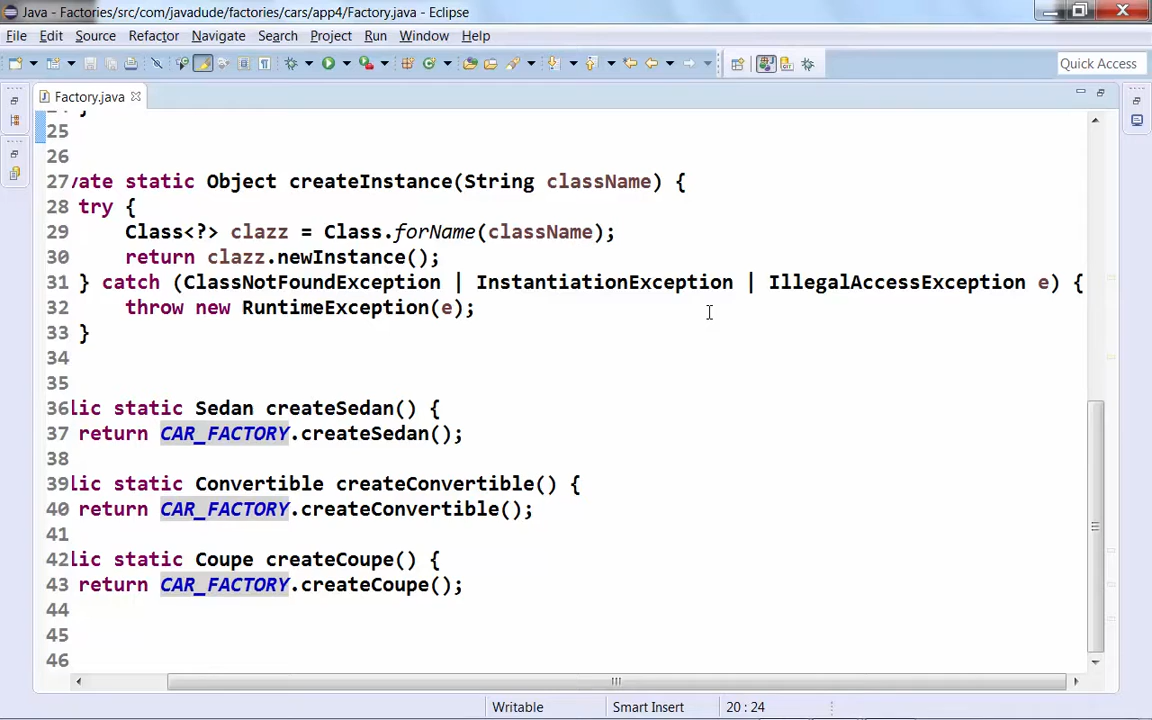 Java - Factories/src/com/javadude/factories/cars/app4/Factory.java - Eclipse
File Edit Source Refactor Navigate Search Project Run Window Help
Quick Access
Factory.java
25
26
27 vate static Object createInstance(String className) {
28 try {
29 Class<?> clazz = Class.forName(className);
30 return clazz.newInstance();
31 } catch (ClassNotFoundException | InstantiationException | IllegalAccessException e) {
32 throw new RuntimeException(e);
33 }
34
35
36 lic static Sedan createSedan() {
37 return CAR_FACTORY.createSedan();
38
39 lic static Convertible createConvertible() {
40 return CAR_FACTORY.createConvertible();
41
42 lic static Coupe createCoupe() {
43 return CAR_FACTORY.createCoupe();
44
45
46
Writable Smart Insert 20 : 24